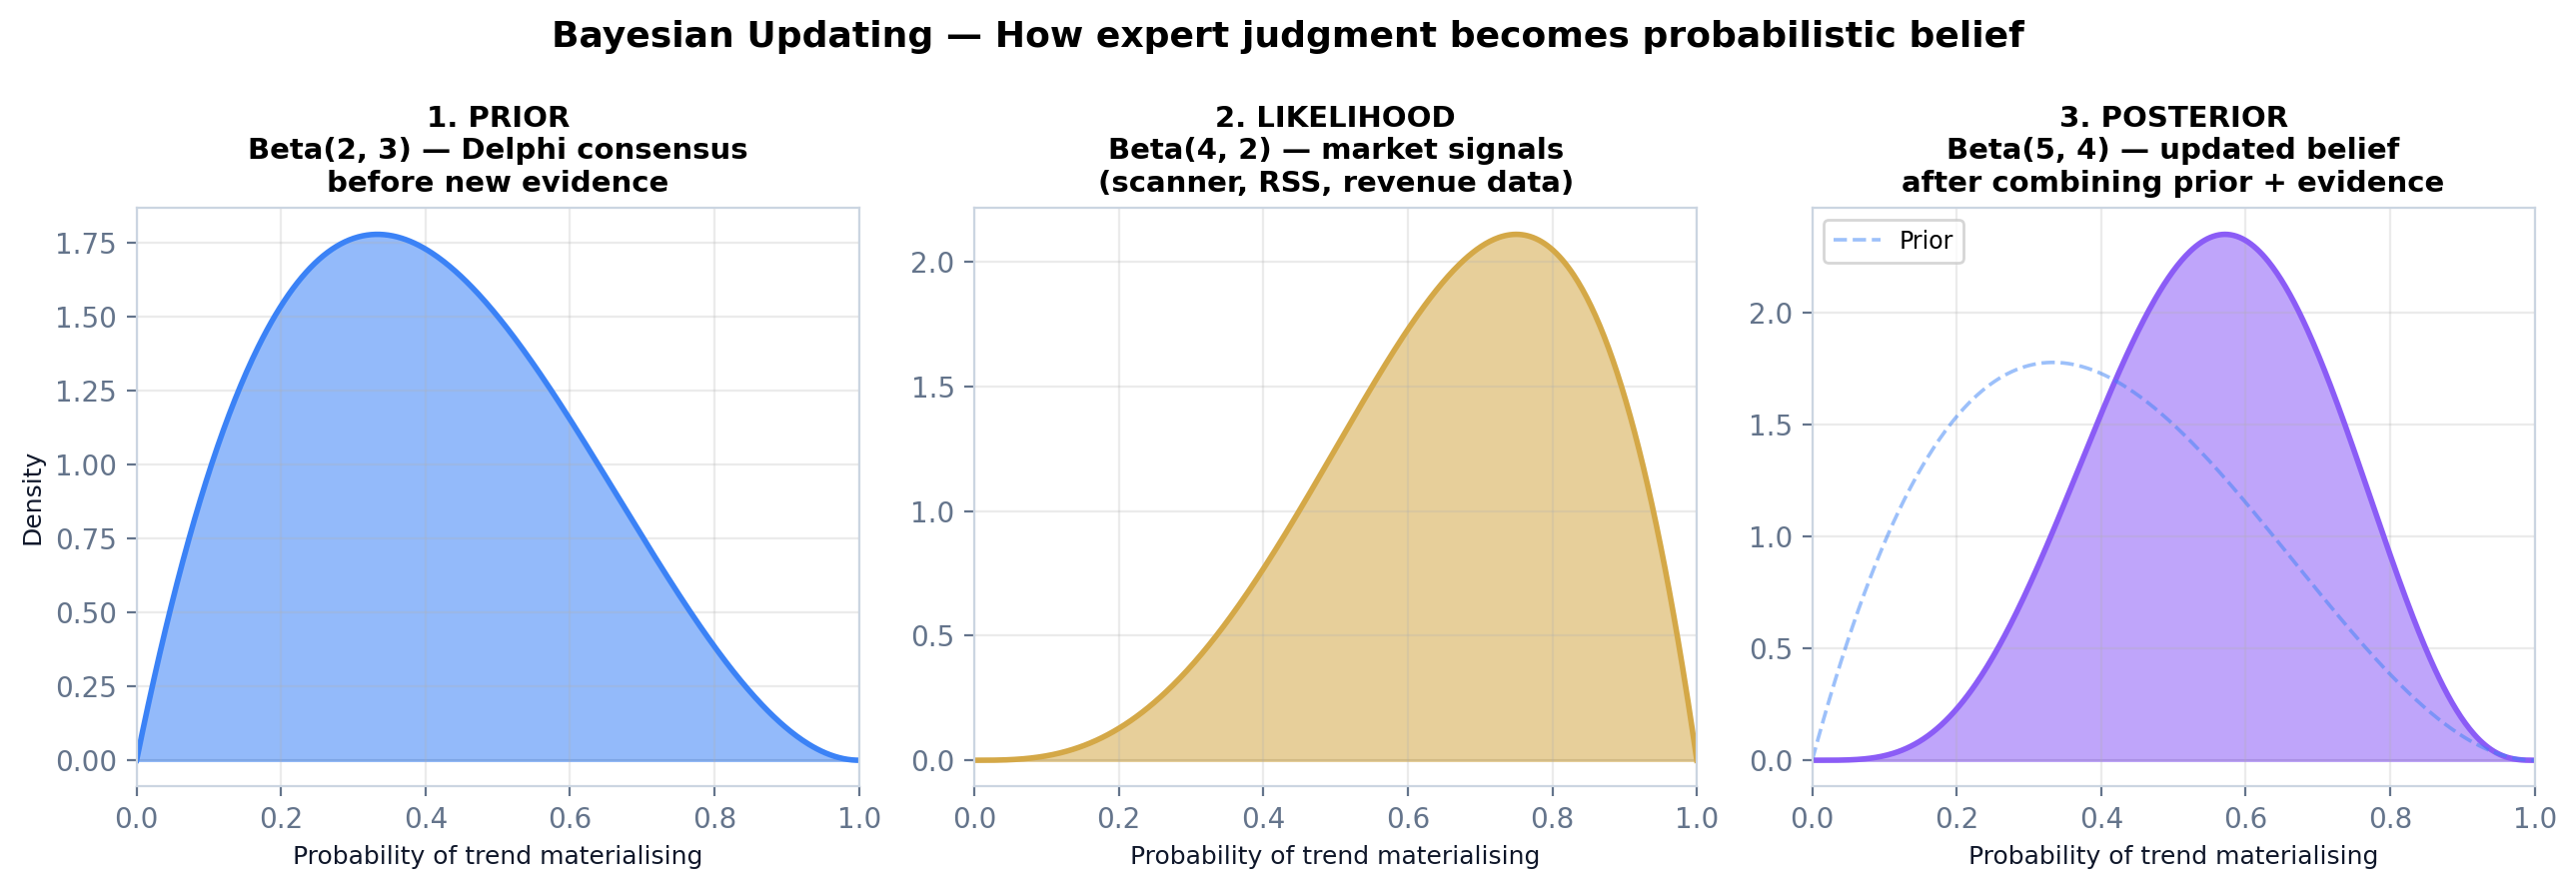 Bayesian Updating — How expert judgment becomes probabilistic belief
1. PRIOR
Beta(2, 3) — Delphi consensus
before new evidence
Density
1.75
1.50
1.25
1.00
0.75
0.50
0.25
0.00
0.0 0.2 0.4 0.6 0.8 1.0
Probability of trend materialising
2. LIKELIHOOD
Beta(4, 2) — market signals
(scanner, RSS, revenue data)
2.0
1.5
1.0
0.5
0.0
0.0 0.2 0.4 0.6 0.8 1.0
Probability of trend materialising
3. POSTERIOR
Beta(5, 4) — updated belief
after combining prior + evidence
Prior
2.0
1.5
1.0
0.5
0.0
0.0 0.2 0.4 0.6 0.8 1.0
Probability of trend materialising